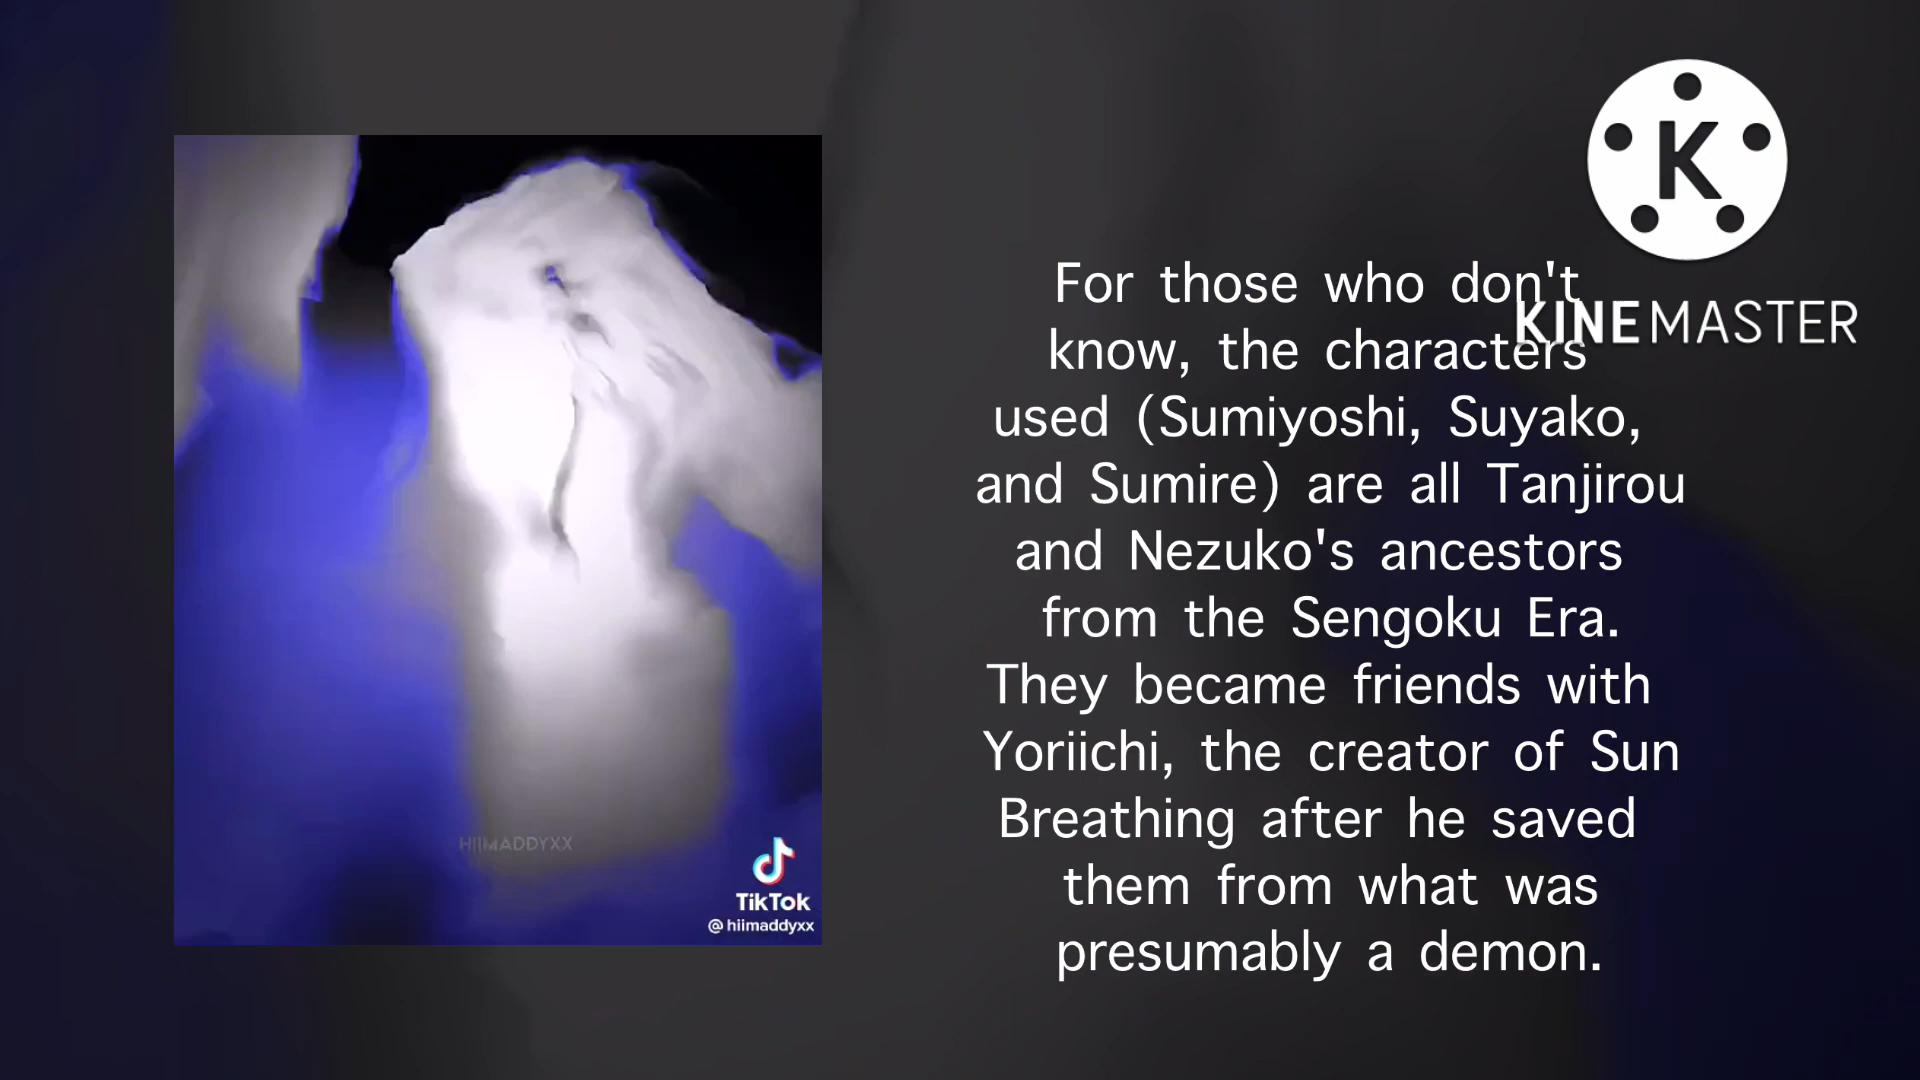 K
KINEMASTER
For those who don't
know, the characters
used (Sumiyoshi, Suyako,
and Sumire) are all Tanjirou
and Nezuko's ancestors
from the Sengoku Era.
They became friends with
Yoriichi, the creator of Sun
Breathing after he saved
them from what was
presumably a demon.
HIIMADDYXX
TikTok
@hiimaddyxx